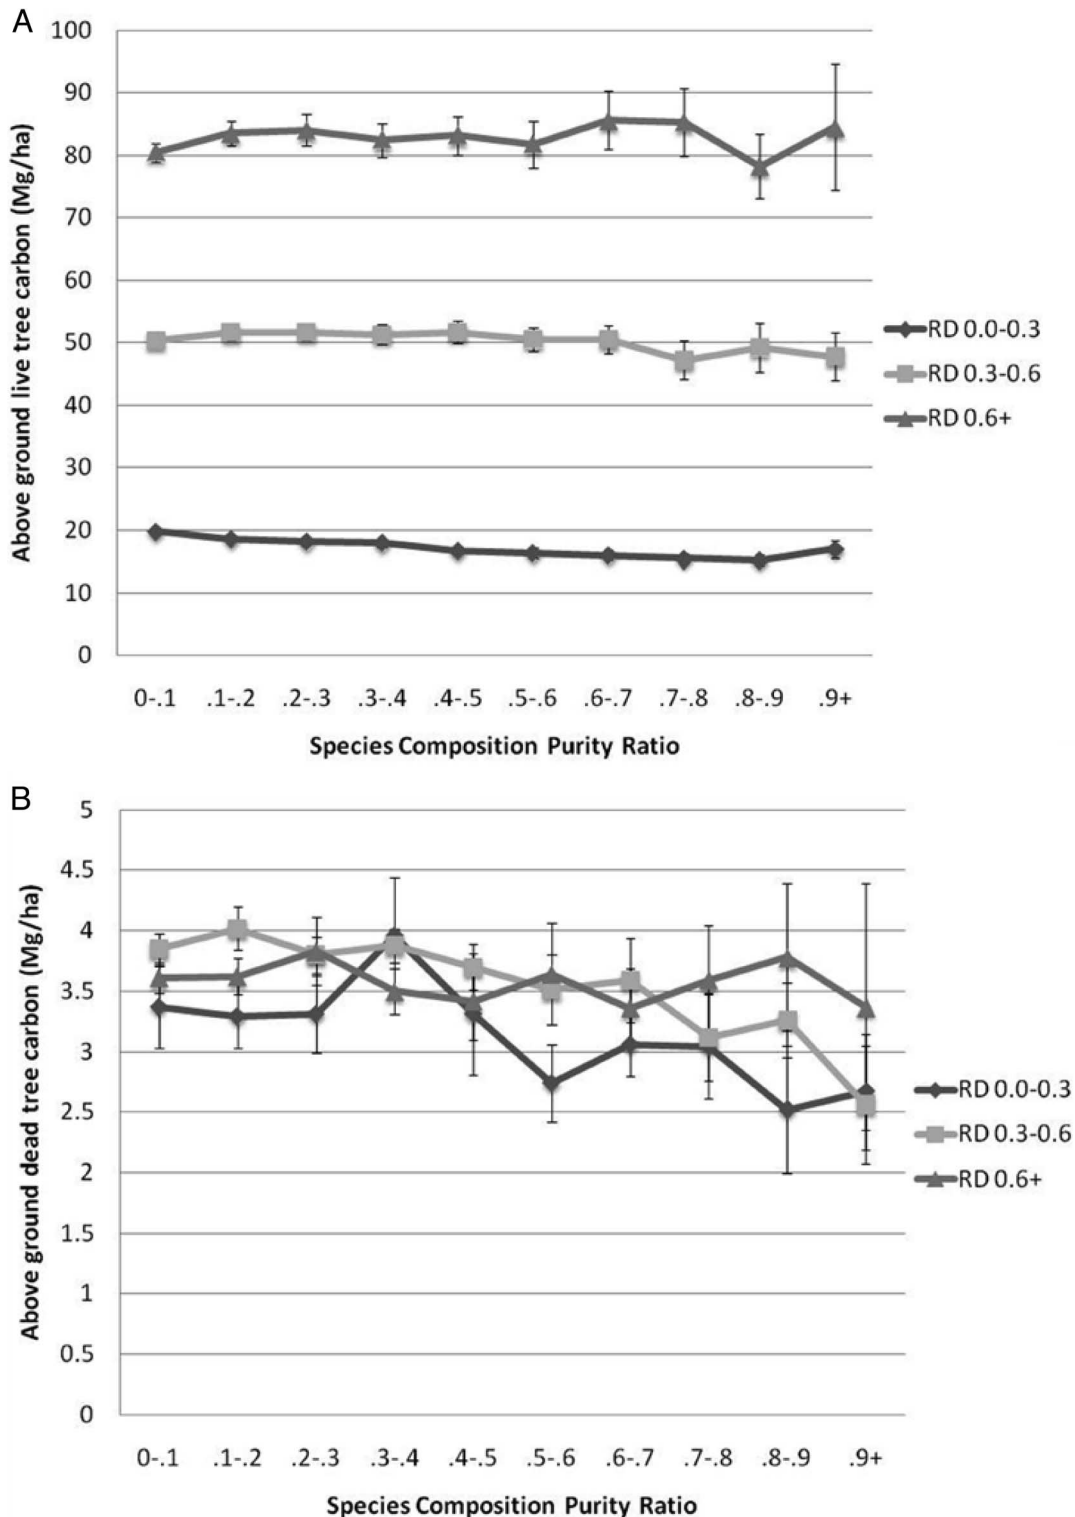 A
100
90
80
70
60
50
40
30
20
10
0
Above ground live tree carbon (Mg/ha)
RD 0.0-0.3
RD 0.3-0.6
RD 0.6+
0-.1 .1-.2 .2-.3 .3-.4 .4-.5 .5-.6 .6-.7 .7-.8 .8-.9 .9+
Species Composition Purity Ratio
B
5
4.5
4
3.5
3
2.5
2
1.5
1
0.5
0
Above ground dead tree carbon (Mg/ha)
RD 0.0-0.3
RD 0.3-0.6
RD 0.6+
0-.1 .1-.2 .2-.3 .3-.4 .4-.5 .5-.6 .6-.7 .7-.8 .8-.9 .9+
Species Composition Purity Ratio